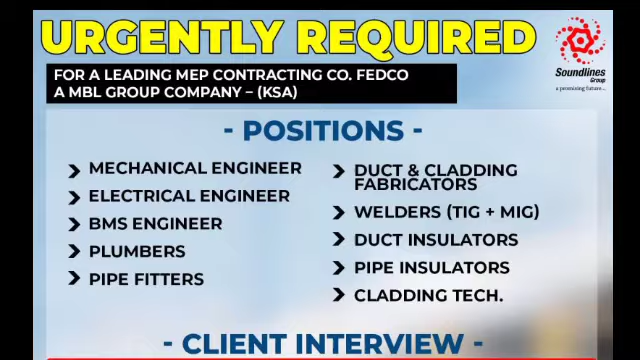 URGENTLY REQUIRED
Soundlines
Group
a promising future...
FOR A LEADING MEP CONTRACTING CO. FEDCO
A MBL GROUP COMPANY – (KSA)
- POSITIONS -
MECHANICAL ENGINEER
ELECTRICAL ENGINEER
BMS ENGINEER
PLUMBERS
PIPE FITTERS
DUCT & CLADDING
FABRICATORS
WELDERS (TIG + MIG)
DUCT INSULATORS
PIPE INSULATORS
CLADDING TECH.
- CLIENT INTERVIEW -